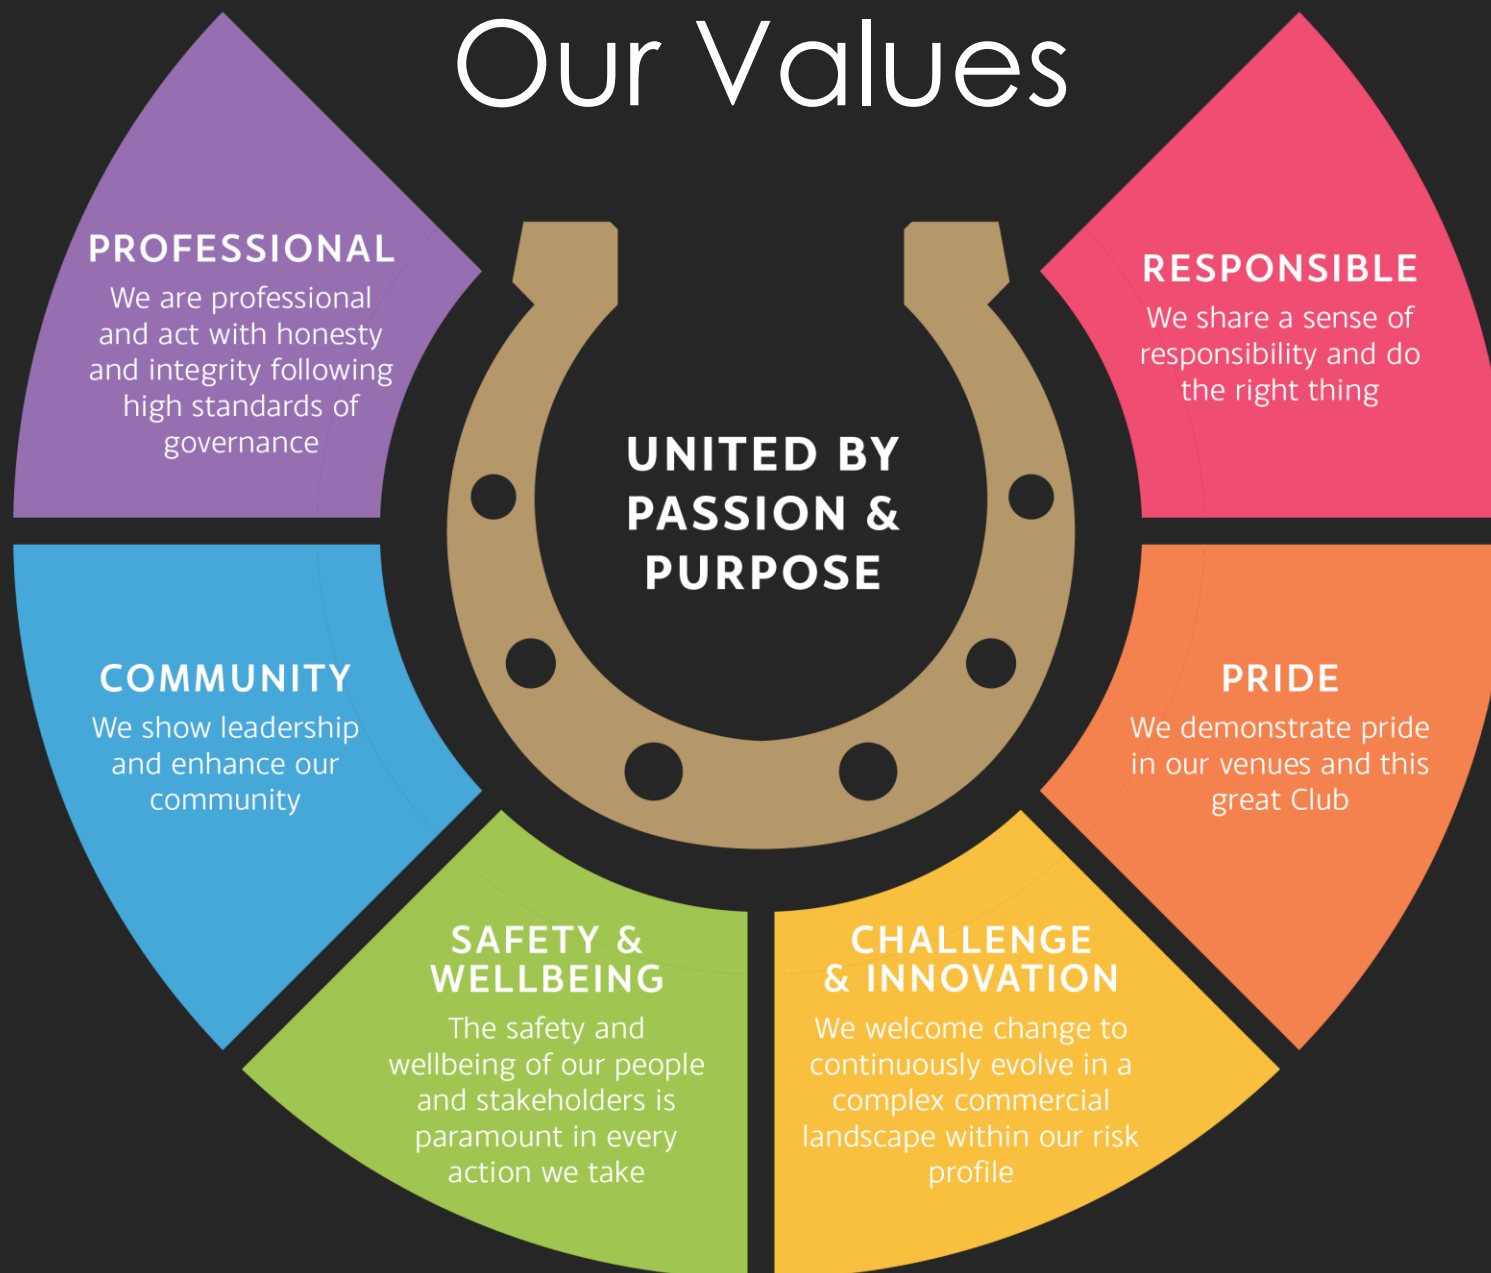 Our Values
PROFESSIONAL
We are professional
and act with honesty
and integrity following
high standards of
governance
RESPONSIBLE
We share a sense of
responsibility and do
the right thing
UNITED BY
PASSION &
PURPOSE
COMMUNITY
We show leadership
and enhance our
community
PRIDE
We demonstrate pride
in our venues and this
great Club
SAFETY &
WELLBEING
The safety and
wellbeing of our people
and stakeholders is
paramount in every
action we take
CHALLENGE
& INNOVATION
We welcome change to
continuously evolve in a
complex commercial
landscape within our risk
profile